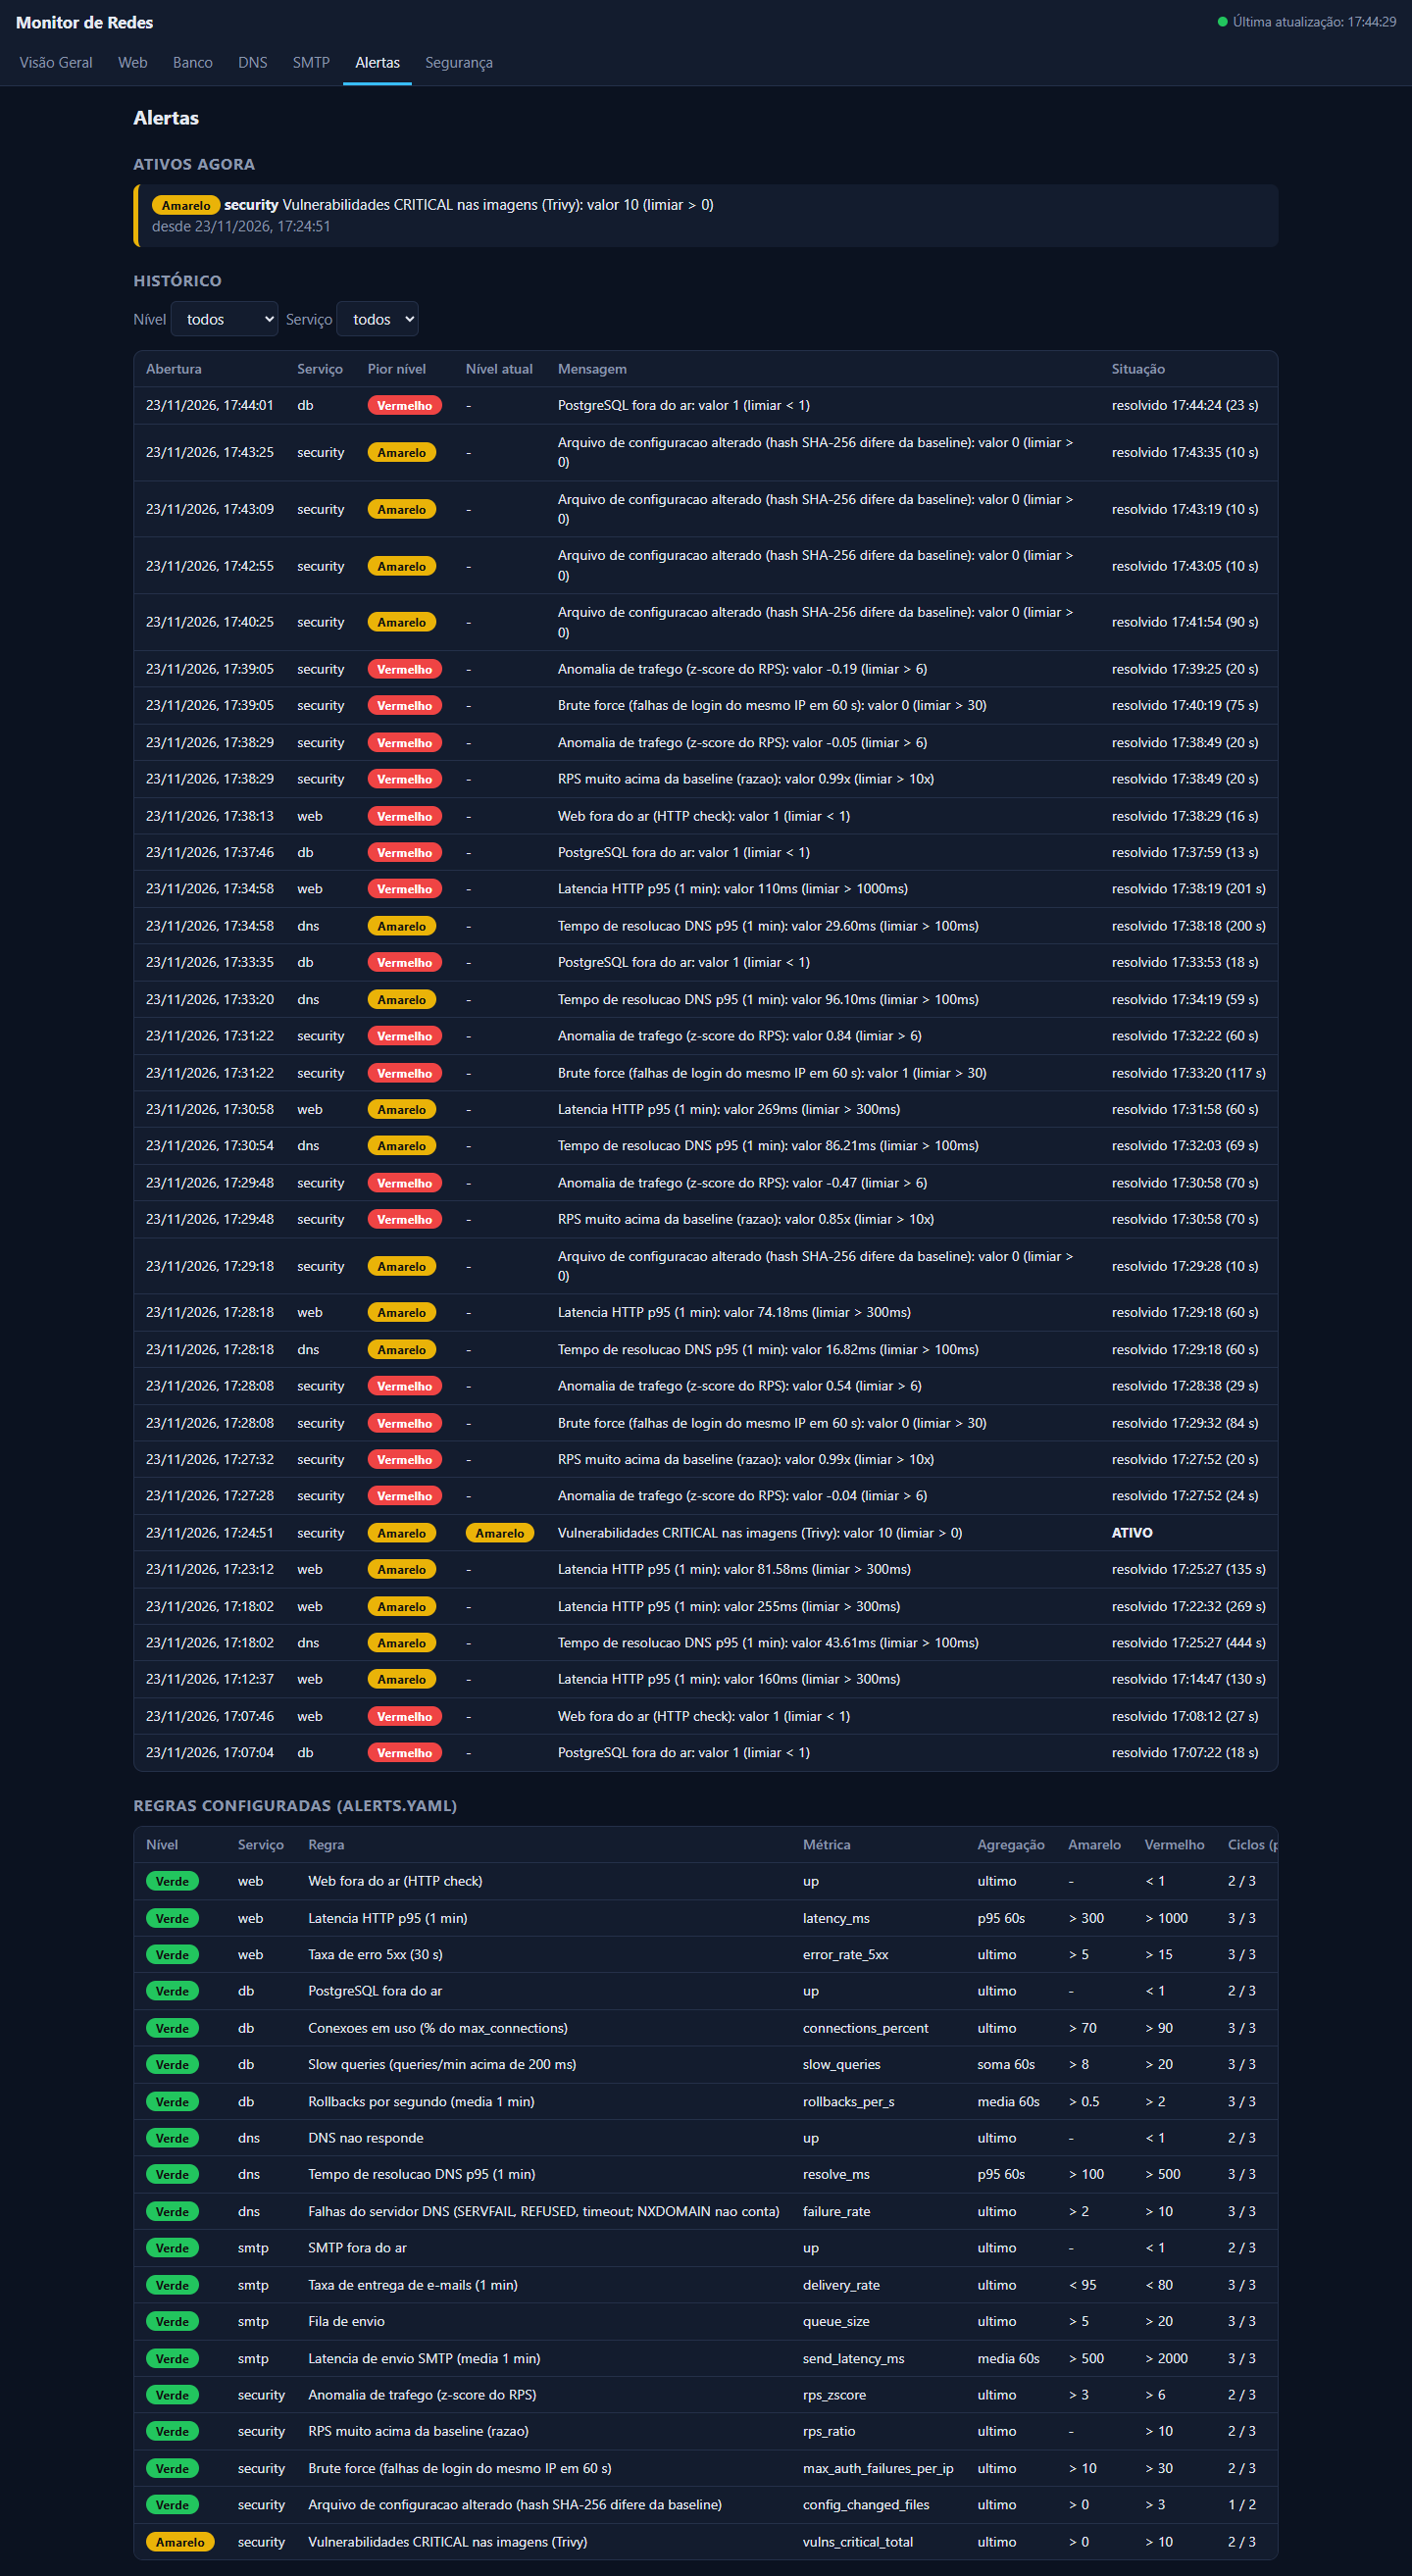 Monitor de Redes
Última atualização: 17:44:29
Visão Geral Web Banco DNS SMTP Alertas Segurança
Alertas
ATIVOS AGORA
Amarelo security Vulnerabilidades CRITICAL nas imagens (Trivy): valor 10 (limiar > 0)
desde 23/11/2026, 17:24:51
HISTÓRICO
Nível todos Serviço todos
Abertura Serviço Pior nível Nível atual Mensagem Situação
23/11/2026, 17:44:01 db Vermelho - PostgreSQL fora do ar: valor 1 (limiar < 1) resolvido 17:44:24 (23 s)
23/11/2026, 17:43:25 security Amarelo - Arquivo de configuracao alterado (hash SHA-256 difere da baseline): valor 0 (limiar > 
0) resolvido 17:43:35 (10 s)
23/11/2026, 17:43:09 security Amarelo - Arquivo de configuracao alterado (hash SHA-256 difere da baseline): valor 0 (limiar > 
0) resolvido 17:43:19 (10 s)
23/11/2026, 17:42:55 security Amarelo - Arquivo de configuracao alterado (hash SHA-256 difere da baseline): valor 0 (limiar > 
0) resolvido 17:43:05 (10 s)
23/11/2026, 17:40:25 security Amarelo - Arquivo de configuracao alterado (hash SHA-256 difere da baseline): valor 0 (limiar > 
0) resolvido 17:41:54 (90 s)
23/11/2026, 17:39:05 security Vermelho - Anomalia de trafego (z-score do RPS): valor -0.19 (limiar > 6) resolvido 17:39:25 (20 s)
23/11/2026, 17:39:05 security Vermelho - Brute force (falhas de login do mesmo IP em 60 s): valor 0 (limiar > 30) resolvido 17:40:19 (75 s)
23/11/2026, 17:38:29 security Vermelho - Anomalia de trafego (z-score do RPS): valor -0.05 (limiar > 6) resolvido 17:38:49 (20 s)
23/11/2026, 17:38:29 security Vermelho - RPS muito acima da baseline (razao): valor 0.99x (limiar > 10x) resolvido 17:38:49 (20 s)
23/11/2026, 17:38:13 web Vermelho - Web fora do ar (HTTP check): valor 1 (limiar < 1) resolvido 17:38:29 (16 s)
23/11/2026, 17:37:46 db Vermelho - PostgreSQL fora do ar: valor 1 (limiar < 1) resolvido 17:37:59 (13 s)
23/11/2026, 17:34:58 web Vermelho - Latencia HTTP p95 (1 min): valor 110ms (limiar > 1000ms) resolvido 17:38:19 (201 s)
23/11/2026, 17:34:58 dns Amarelo - Tempo de resolucao DNS p95 (1 min): valor 29.60ms (limiar > 100ms) resolvido 17:38:18 (200 s)
23/11/2026, 17:33:35 db Vermelho - PostgreSQL fora do ar: valor 1 (limiar < 1) resolvido 17:33:53 (18 s)
23/11/2026, 17:33:20 dns Amarelo - Tempo de resolucao DNS p95 (1 min): valor 96.10ms (limiar > 100ms) resolvido 17:34:19 (59 s)
23/11/2026, 17:31:22 security Vermelho - Anomalia de trafego (z-score do RPS): valor 0.84 (limiar > 6) resolvido 17:32:22 (60 s)
23/11/2026, 17:31:22 security Vermelho - Brute force (falhas de login do mesmo IP em 60 s): valor 1 (limiar > 30) resolvido 17:33:20 (117 s)
23/11/2026, 17:30:58 web Amarelo - Latencia HTTP p95 (1 min): valor 269ms (limiar > 300ms) resolvido 17:31:58 (60 s)
23/11/2026, 17:30:54 dns Amarelo - Tempo de resolucao DNS p95 (1 min): valor 86.21ms (limiar > 100ms) resolvido 17:32:03 (69 s)
23/11/2026, 17:29:48 security Vermelho - Anomalia de trafego (z-score do RPS): valor -0.47 (limiar > 6) resolvido 17:30:58 (70 s)
23/11/2026, 17:29:48 security Vermelho - RPS muito acima da baseline (razao): valor 0.85x (limiar > 10x) resolvido 17:30:58 (70 s)
23/11/2026, 17:29:18 security Amarelo - Arquivo de configuracao alterado (hash SHA-256 difere da baseline): valor 0 (limiar > 
0) resolvido 17:29:28 (10 s)
23/11/2026, 17:28:18 web Amarelo - Latencia HTTP p95 (1 min): valor 74.18ms (limiar > 300ms) resolvido 17:29:18 (60 s)
23/11/2026, 17:28:18 dns Amarelo - Tempo de resolucao DNS p95 (1 min): valor 16.82ms (limiar > 100ms) resolvido 17:29:18 (60 s)
23/11/2026, 17:28:08 security Vermelho - Anomalia de trafego (z-score do RPS): valor 0.54 (limiar > 6) resolvido 17:28:38 (29 s)
23/11/2026, 17:28:08 security Vermelho - Brute force (falhas de login do mesmo IP em 60 s): valor 0 (limiar > 30) resolvido 17:29:32 (84 s)
23/11/2026, 17:27:32 security Vermelho - RPS muito acima da baseline (razao): valor 0.99x (limiar > 10x) resolvido 17:27:52 (20 s)
23/11/2026, 17:27:28 security Vermelho - Anomalia de trafego (z-score do RPS): valor -0.04 (limiar > 6) resolvido 17:27:52 (24 s)
23/11/2026, 17:24:51 security Amarelo Amarelo Vulnerabilidades CRITICAL nas imagens (Trivy): valor 10 (limiar > 0) ATIVO
23/11/2026, 17:23:12 web Amarelo - Latencia HTTP p95 (1 min): valor 81.58ms (limiar > 300ms) resolvido 17:25:27 (135 s)
23/11/2026, 17:18:02 web Amarelo - Latencia HTTP p95 (1 min): valor 255ms (limiar > 300ms) resolvido 17:22:32 (269 s)
23/11/2026, 17:18:02 dns Amarelo - Tempo de resolucao DNS p95 (1 min): valor 43.61ms (limiar > 100ms) resolvido 17:25:27 (444 s)
23/11/2026, 17:12:37 web Amarelo - Latencia HTTP p95 (1 min): valor 160ms (limiar > 300ms) resolvido 17:14:47 (130 s)
23/11/2026, 17:07:46 web Vermelho - Web fora do ar (HTTP check): valor 1 (limiar < 1) resolvido 17:08:12 (27 s)
23/11/2026, 17:07:04 db Vermelho - PostgreSQL fora do ar: valor 1 (limiar < 1) resolvido 17:07:22 (18 s)
REGRAS CONFIGURADAS (ALERTS.YAML)
Nível Serviço Regra Métrica Agregação Amarelo Vermelho Ciclos (p
Verde web Web fora do ar (HTTP check) up ultimo - < 1 2 / 3
Verde web Latencia HTTP p95 (1 min) latency_ms p95 60s > 300 > 1000 3 / 3
Verde web Taxa de erro 5xx (30 s) error_rate_5xx ultimo > 5 > 15 3 / 3
Verde db PostgreSQL fora do ar up ultimo - < 1 2 / 3
Verde db Conexoes em uso (% do max_connections) connections_percent ultimo > 70 > 90 3 / 3
Verde db Slow queries (queries/min acima de 200 ms) slow_queries soma 60s > 8 > 20 3 / 3
Verde db Rollbacks por segundo (media 1 min) rollbacks_per_s media 60s > 0.5 > 2 3 / 3
Verde dns DNS nao responde up ultimo - < 1 2 / 3
Verde dns Tempo de resolucao DNS p95 (1 min) resolve_ms p95 60s > 100 > 500 3 / 3
Verde dns Falhas do servidor DNS (SERVFAIL, REFUSED, timeout; NXDOMAIN nao conta) failure_rate ultimo > 2 > 10 3 / 3
Verde smtp SMTP fora do ar up ultimo - < 1 2 / 3
Verde smtp Taxa de entrega de e-mails (1 min) delivery_rate ultimo < 95 < 80 3 / 3
Verde smtp Fila de envio queue_size ultimo > 5 > 20 3 / 3
Verde smtp Latencia de envio SMTP (media 1 min) send_latency_ms media 60s > 500 > 2000 3 / 3
Verde security Anomalia de trafego (z-score do RPS) rps_zscore ultimo > 3 > 6 2 / 3
Verde security RPS muito acima da baseline (razao) rps_ratio ultimo - > 10 2 / 3
Verde security Brute force (falhas de login do mesmo IP em 60 s) max_auth_failures_per_ip ultimo > 10 > 30 2 / 3
Verde security Arquivo de configuracao alterado (hash SHA-256 difere da baseline) config_changed_files ultimo > 0 > 3 1 / 2
Amarelo security Vulnerabilidades CRITICAL nas imagens (Trivy) vulns_critical_total ultimo > 0 > 10 2 / 3